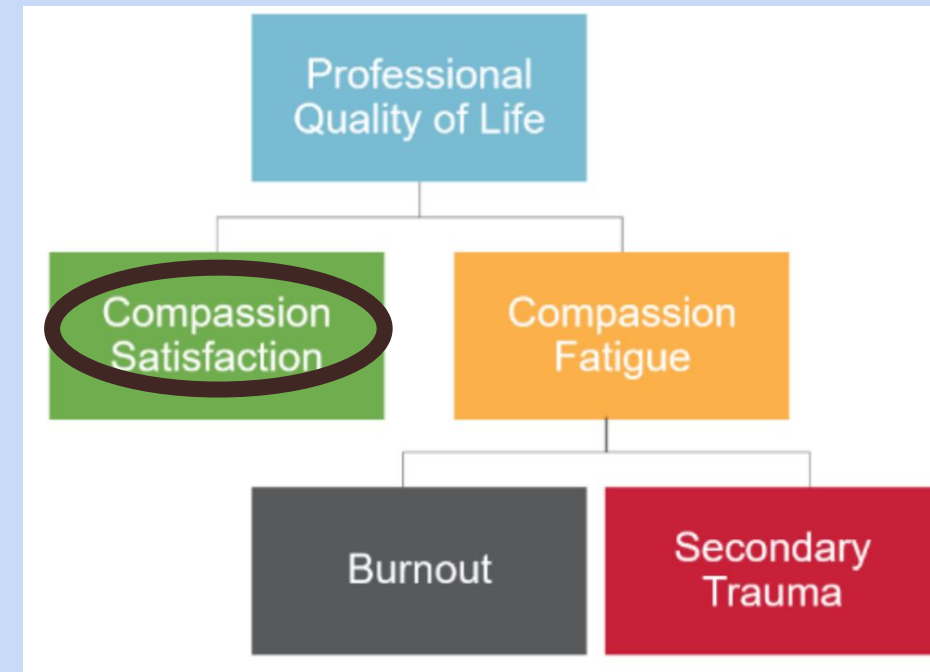 Professional
Quality of Life
Compassion
Satisfaction
Compassion
Fatigue
Burnout
Secondary
Trauma